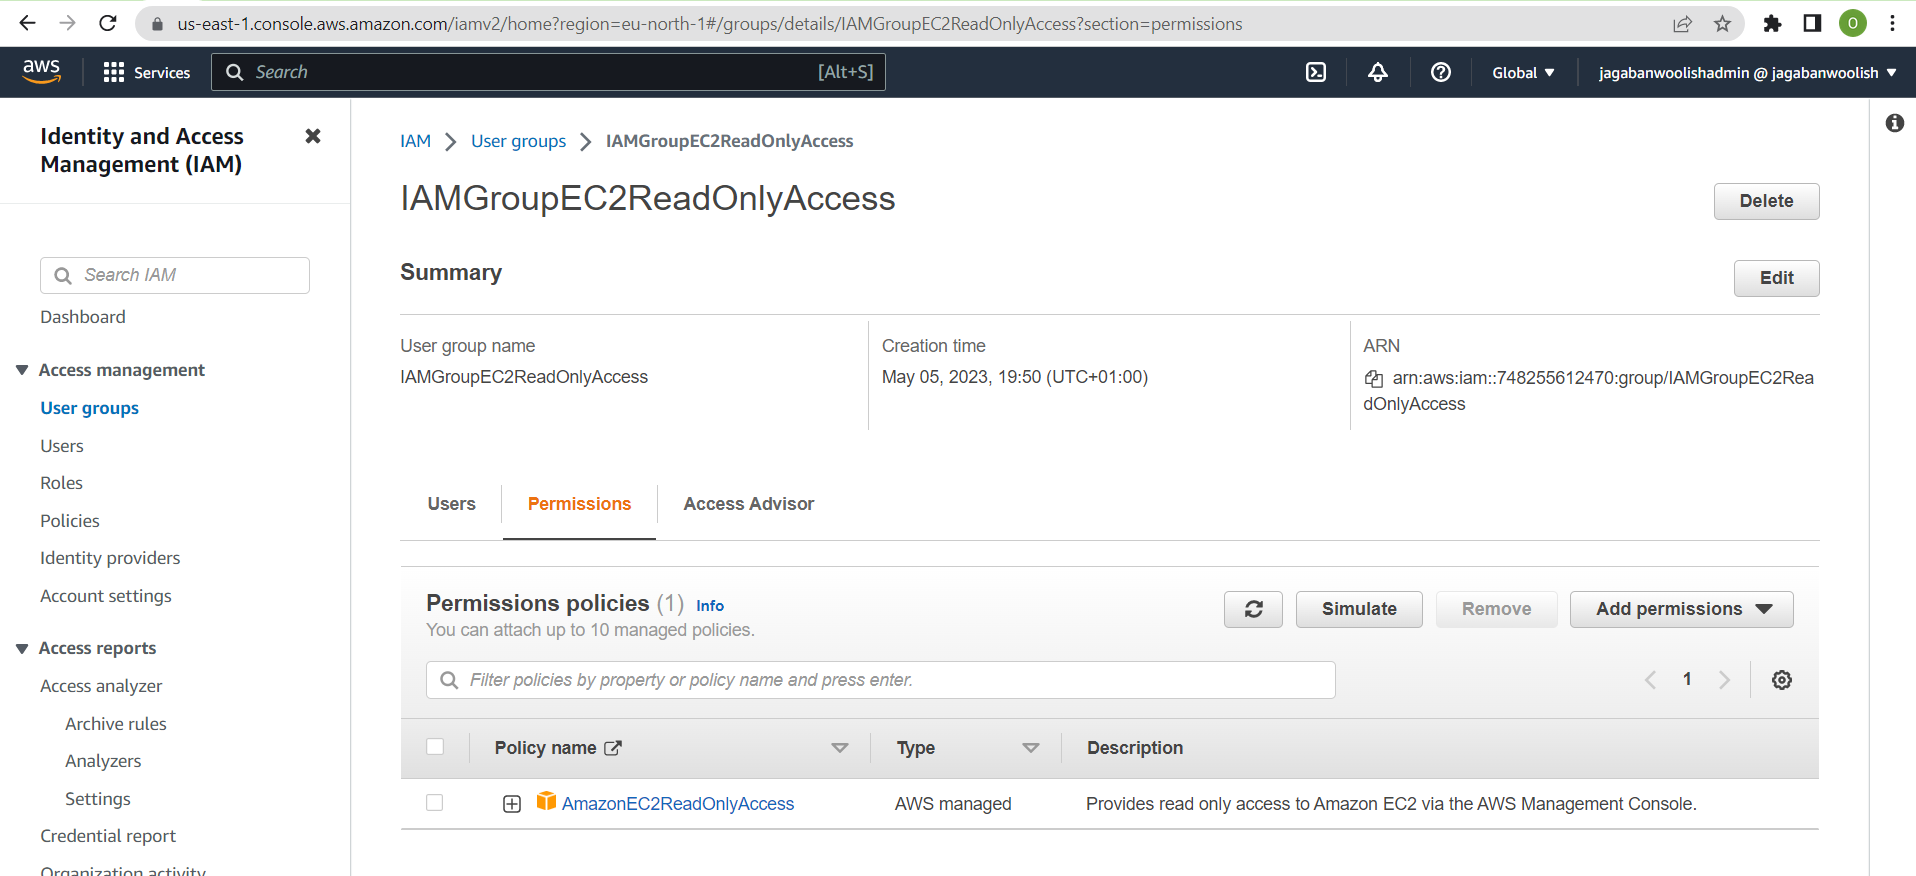 us-east-1.console.aws.amazon.com/iamv2/home?region=eu-north-1#/groups/details/IAMGroupEC2ReadOnlyAccess?section=permissions
O
aws
Services
Search
[Alt+S]
Global
jagabanwoolishadmin @ jagabanwoolish
Identity and Access
Management (IAM)
Search IAM
Dashboard
Access management
User groups
Users
Roles
Policies
Identity providers
Account settings
Access reports
Access analyzer
Archive rules
Analyzers
Settings
Credential report
Organization activity
IAM > User groups > IAMGroupEC2ReadOnlyAccess
IAMGroupEC2ReadOnlyAccess
Delete
Summary
Edit
User group name
IAMGroupEC2ReadOnlyAccess
Creation time
May 05, 2023, 19:50 (UTC+01:00)
ARN
arn:aws:iam::748255612470:group/IAMGroupEC2Rea
dOnlyAccess
Users
Permissions
Access Advisor
Permissions policies (1) Info
You can attach up to 10 managed policies.
Simulate
Remove
Add permissions
Filter policies by property or policy name and press enter.
1
Policy name
Type
Description
AmazonEC2ReadOnlyAccess
AWS managed
Provides read only access to Amazon EC2 via the AWS Management Console.